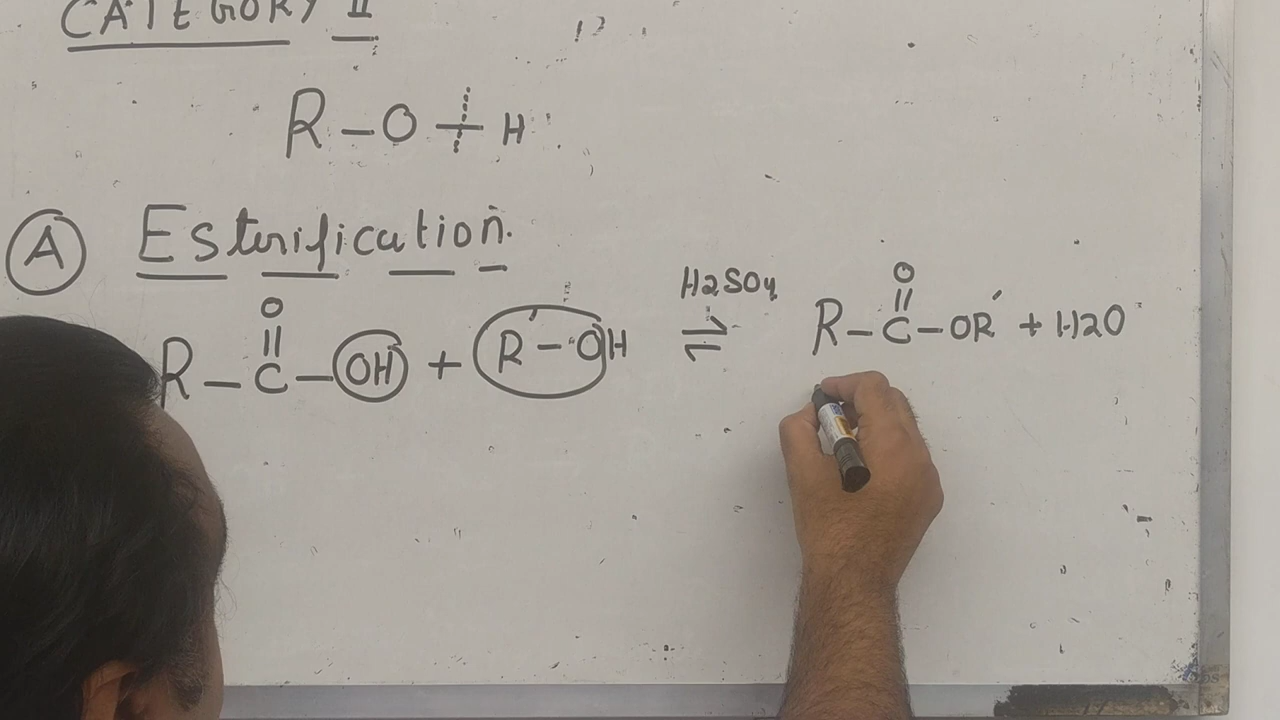 CATEGORY II
R-O-H
A Esterification.
O O
H2SO4
R-C-OH + R'-OH ⇌ R-C-OR' + H2O